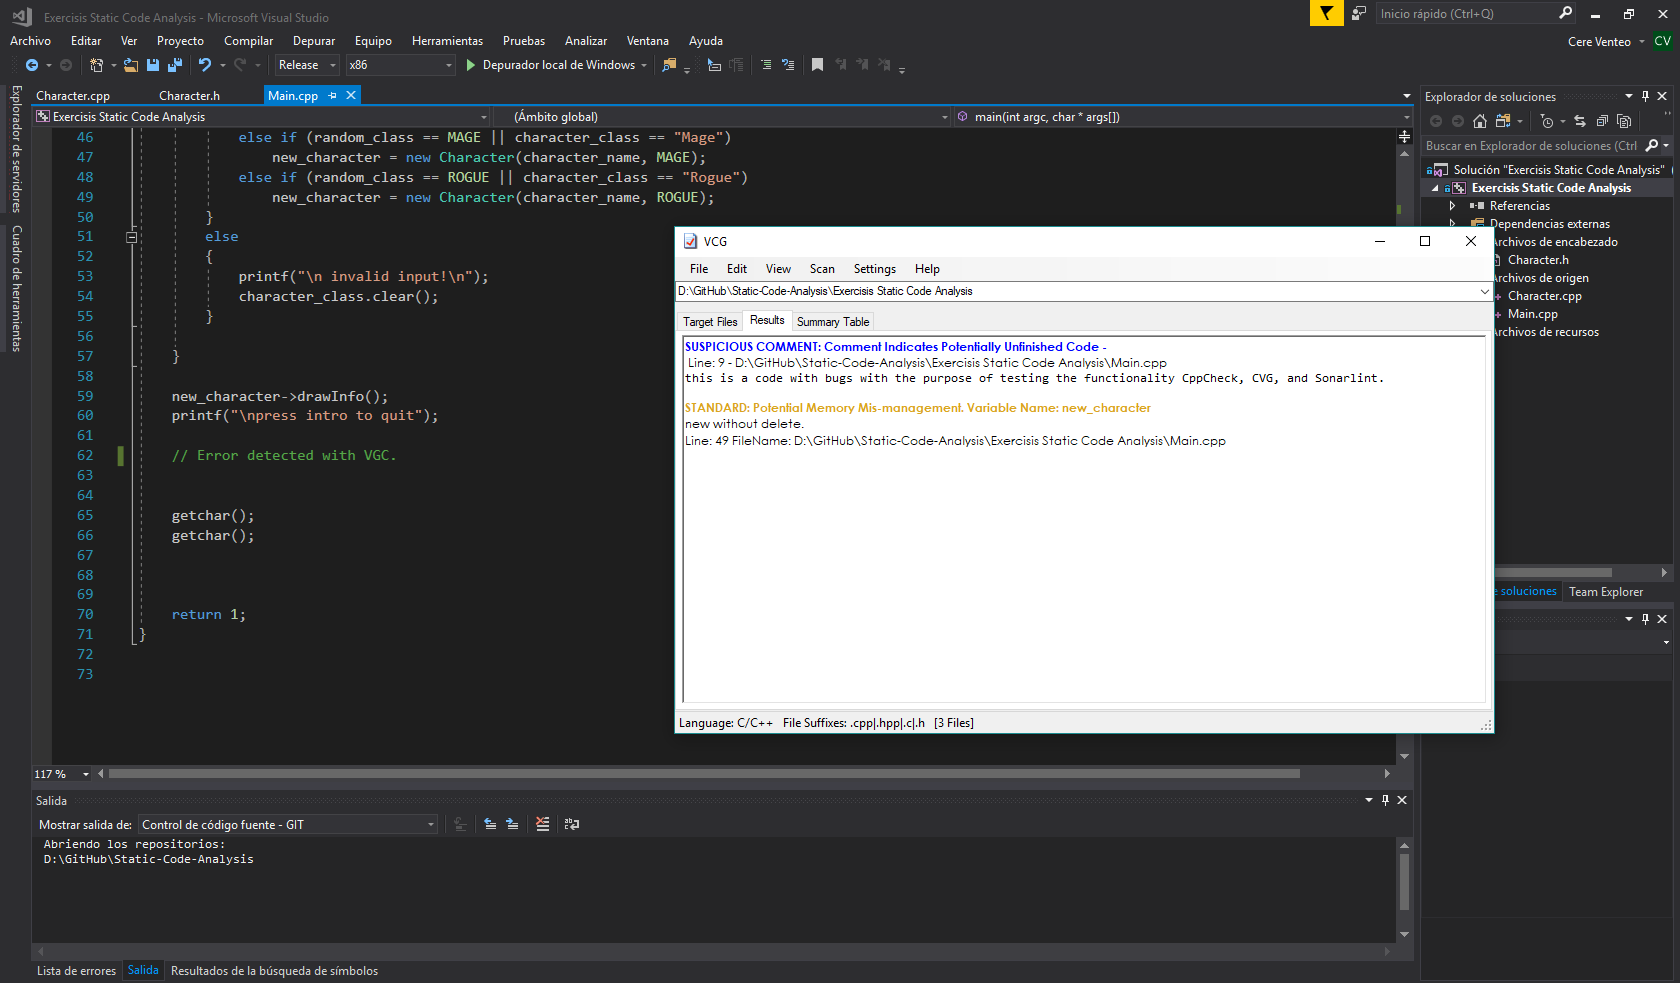 Exercisis Static Code Analysis - Microsoft Visual Studio
Inicio rápido (Ctrl+Q)
Archivo Editar Ver Proyecto Compilar Depurar Equipo Herramientas Pruebas Analizar Ventana Ayuda
Cere Venteo CV
Release x86 Depurador local de Windows
Explorador de servidores
Cuadro de herramientas
Character.cpp Character.h Main.cpp
Exercisis Static Code Analysis (Ámbito global) main(int argc, char * args[])
46 else if (random_class == MAGE || character_class == "Mage")
47 new_character = new Character(character_name, MAGE);
48 else if (random_class == ROGUE || character_class == "Rogue")
49 new_character = new Character(character_name, ROGUE);
50 }
51 else
52 {
53 printf("\n invalid input!\n");
54 character_class.clear();
55 }
56
57 }
58
59 new_character->drawInfo();
60 printf("\npress intro to quit");
61
62 // Error detected with VGC.
63
64
65 getchar();
66 getchar();
67
68
69
70 return 1;
71 }
72
73
117 %
VCG
File Edit View Scan Settings Help
D:\GitHub\Static-Code-Analysis\Exercisis Static Code Analysis
Target Files Results Summary Table
SUSPICIOUS COMMENT: Comment Indicates Potentially Unfinished Code -
Line: 9 - D:\GitHub\Static-Code-Analysis\Exercisis Static Code Analysis\Main.cpp
this is a code with bugs with the purpose of testing the functionality CppCheck, CVG, and Sonarlint.
STANDARD: Potential Memory Mis-management. Variable Name: new_character
new without delete.
Line: 49 FileName: D:\GitHub\Static-Code-Analysis\Exercisis Static Code Analysis\Main.cpp
Language: C/C++ File Suffixes: .cpp|.hpp|.c|.h [3 Files]
Explorador de soluciones
Buscar en Explorador de soluciones (Ctrl
Solución "Exercisis Static Code Analysis" (
Exercisis Static Code Analysis
Referencias
Dependencias externas
Archivos de encabezado
Character.h
Archivos de origen
Character.cpp
Main.cpp
Archivos de recursos
e soluciones Team Explorer
Salida
Mostrar salida de: Control de código fuente - GIT
Abriendo los repositorios:
D:\GitHub\Static-Code-Analysis
Lista de errores Salida Resultados de la búsqueda de símbolos